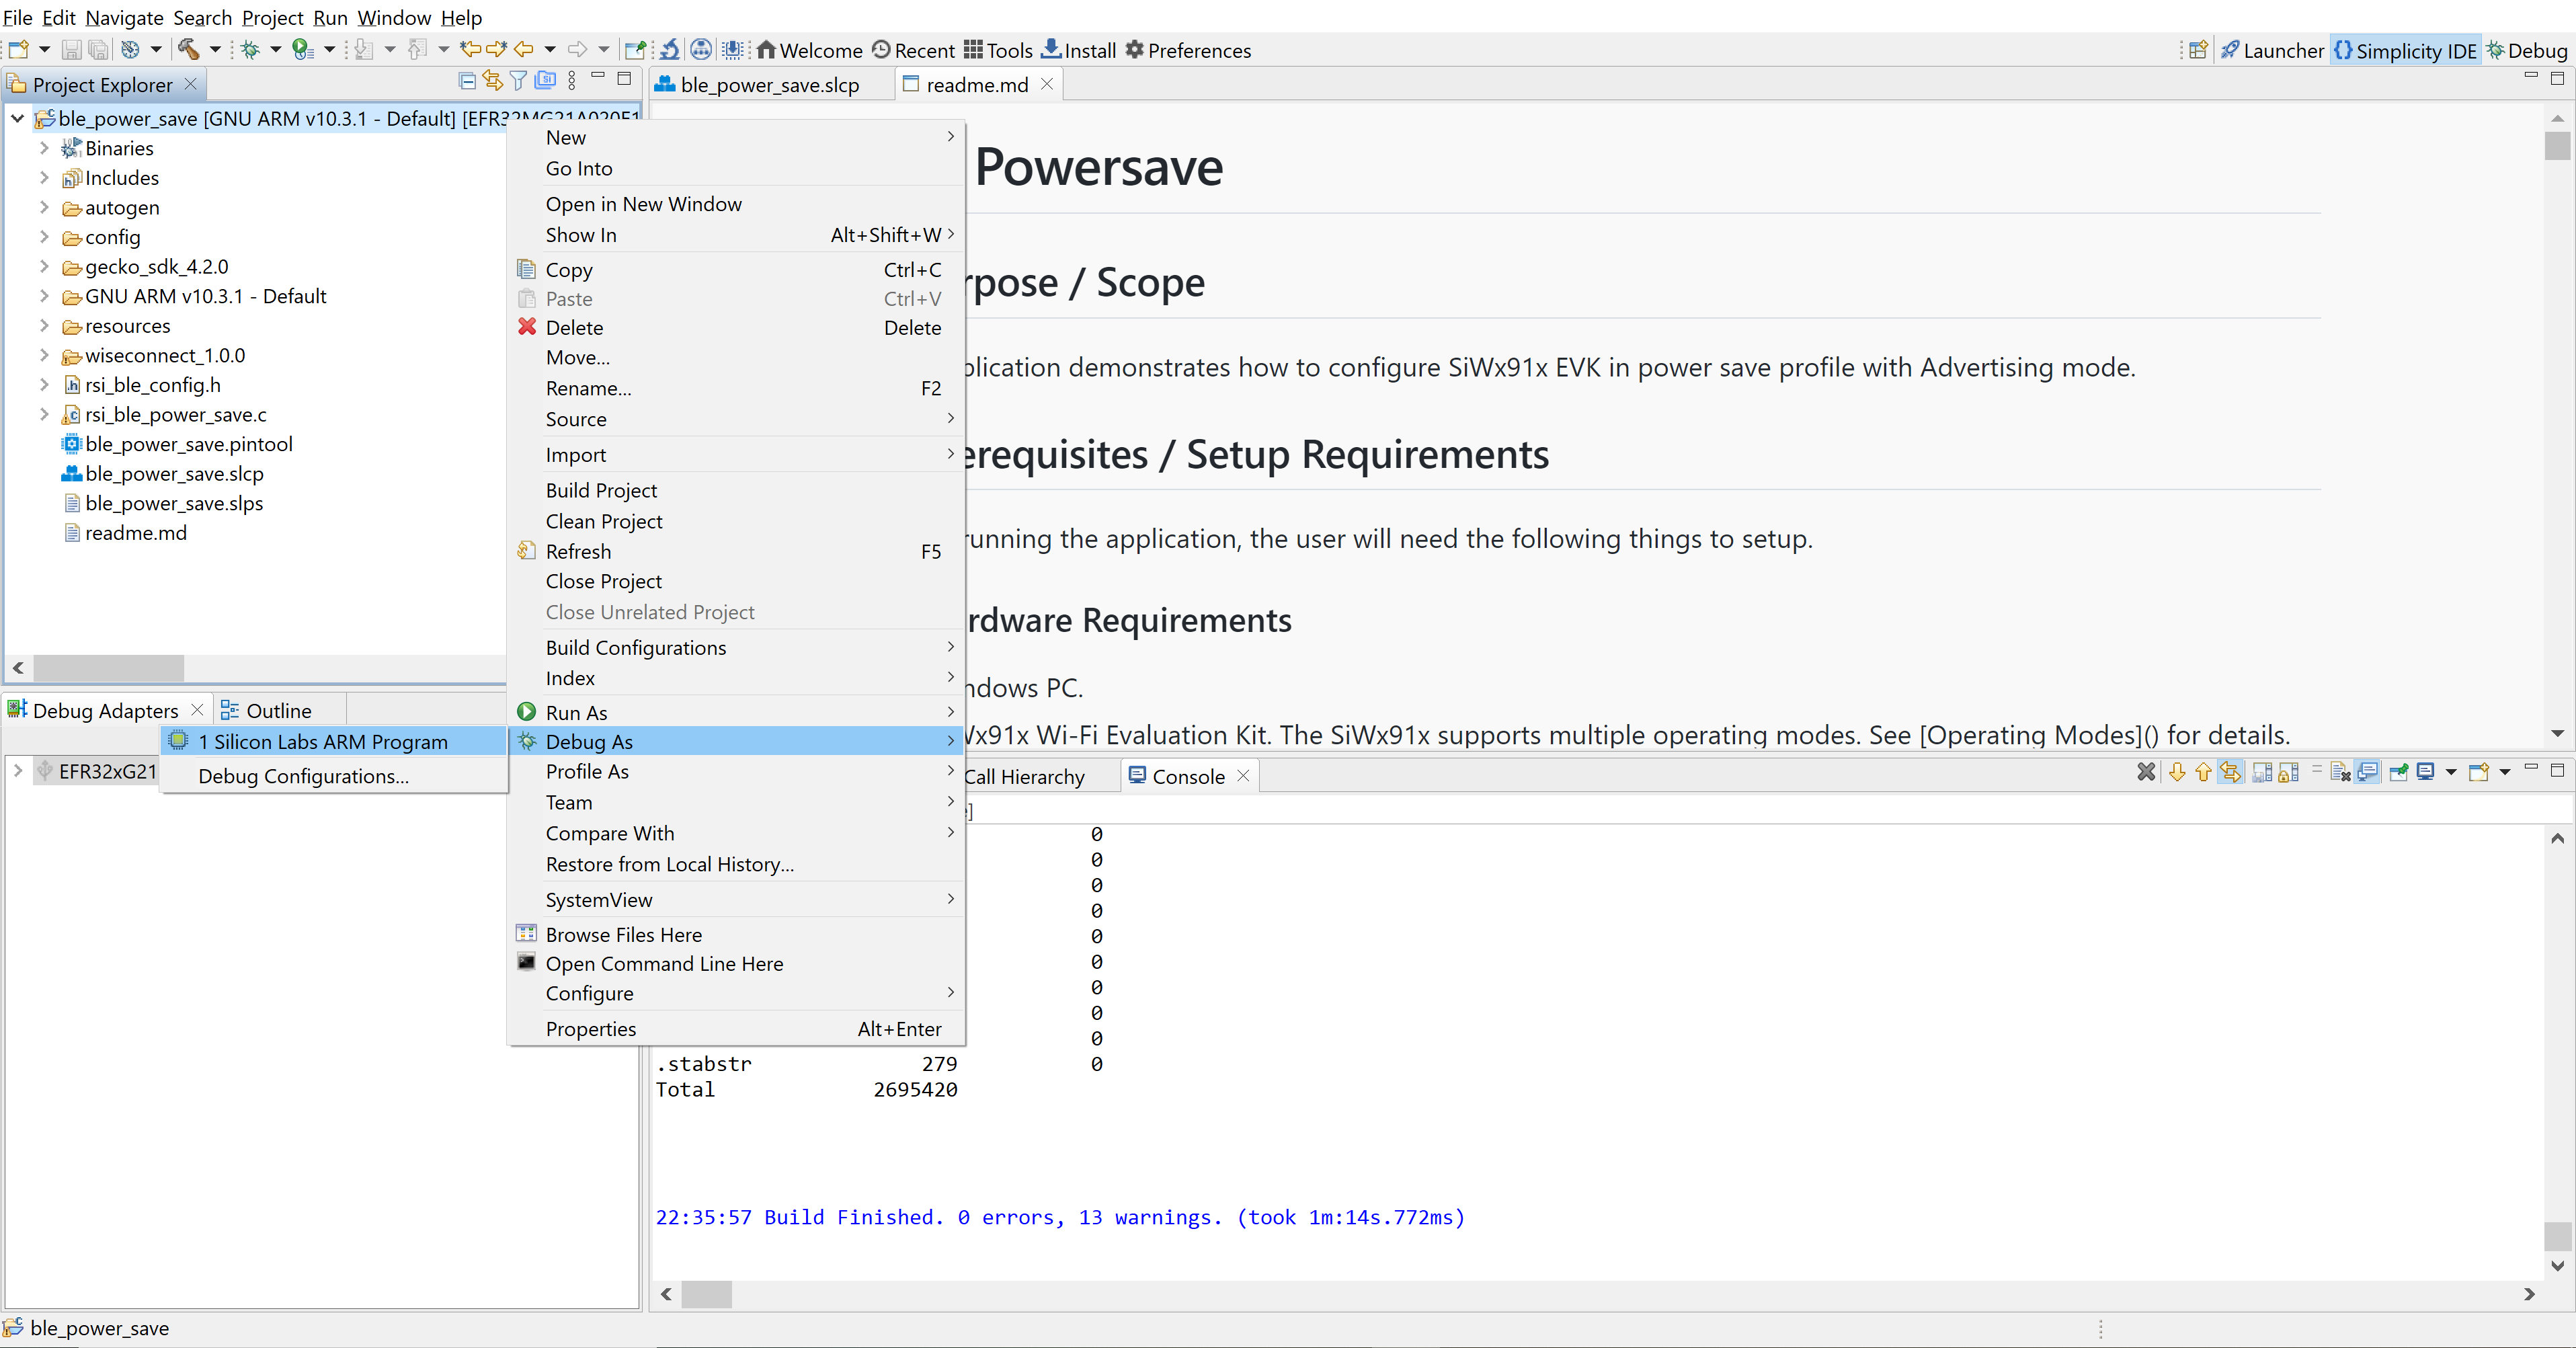 File Edit Navigate Search Project Run Window Help
Welcome Recent Tools Install Preferences
Launcher Simplicity IDE Debug
Project Explorer
ble_power_save [GNU ARM v10.3.1 - Default] [EFR32MG21A020F1
Binaries
Includes
autogen
config
gecko_sdk_4.2.0
GNU ARM v10.3.1 - Default
resources
wiseconnect_1.0.0
rsi_ble_config.h
rsi_ble_power_save.c
ble_power_save.pintool
ble_power_save.slcp
ble_power_save.slps
readme.md
Debug Adapters
Outline
EFR32xG21
1 Silicon Labs ARM Program
Debug Configurations...
New
Go Into
Open in New Window
Show In Alt+Shift+W
Copy Ctrl+C
Paste Ctrl+V
Delete Delete
Move...
Rename... F2
Source
Import
Build Project
Clean Project
Refresh F5
Close Project
Close Unrelated Project
Build Configurations
Index
Run As
Debug As
Profile As
Team
Compare With
Restore from Local History...
SystemView
Browse Files Here
Open Command Line Here
Configure
Properties Alt+Enter
ble_power_save.slcp
readme.md
Powersave
rpose / Scope
plication demonstrates how to configure SiWx91x EVK in power save profile with Advertising mode.
erequisites / Setup Requirements
running the application, the user will need the following things to setup.
rdware Requirements
ndows PC.
Wx91x Wi-Fi Evaluation Kit. The SiWx91x supports multiple operating modes. See [Operating Modes]() for details.
Call Hierarchy
Console
e]
0
0
0
0
0
0
0
0
0
.stabstr 279 0
Total 2695420
22:35:57 Build Finished. 0 errors, 13 warnings. (took 1m:14s.772ms)
ble_power_save